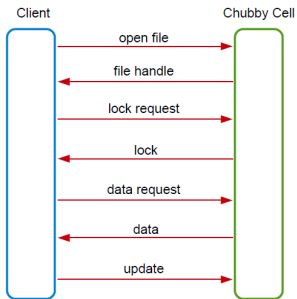 Client Chubby Cell
open file
file handle
lock request
lock
data request
data
update